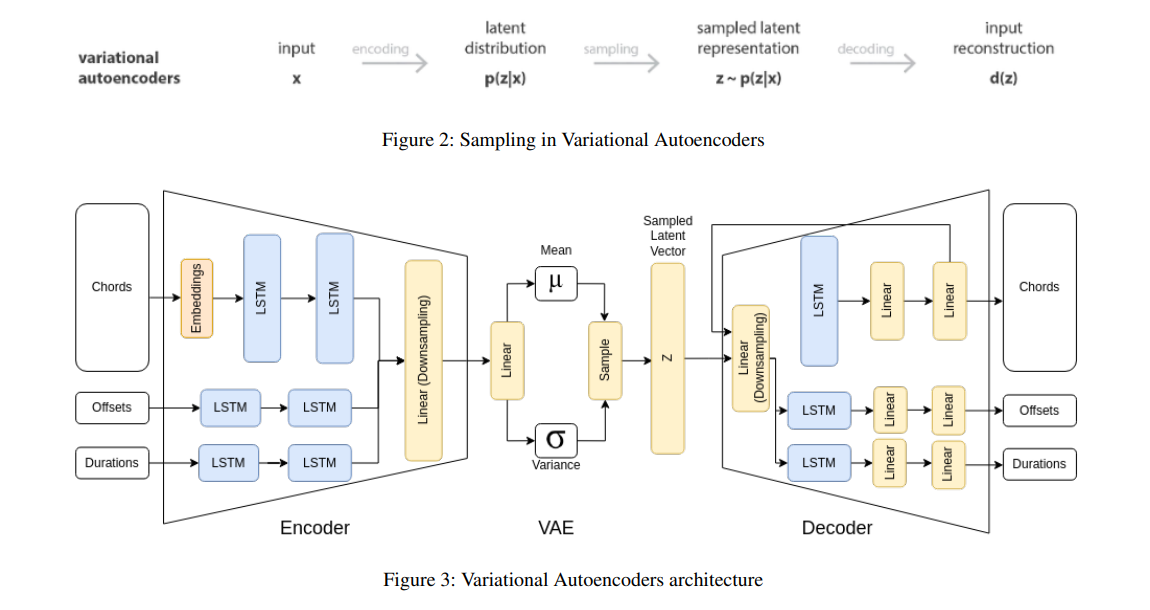 variational
autoencoders
input
x
encoding
latent
distribution
p(z|x)
sampling
sampled latent
representation
z ~ p(z|x)
decoding
input
reconstruction
d(z)
Figure 2: Sampling in Variational Autoencoders
Chords
Offsets
Durations
Embeddings
LSTM
LSTM
LSTM
LSTM
LSTM
LSTM
Linear (Downsampling)
Encoder
Linear
Mean
μ
σ
Variance
Sample
VAE
Sampled
Latent
Vector
Z
Linear
(Downsampling)
LSTM
Linear
Linear
LSTM
Linear
Linear
LSTM
Linear
Linear
Decoder
Chords
Offsets
Durations
Figure 3: Variational Autoencoders architecture